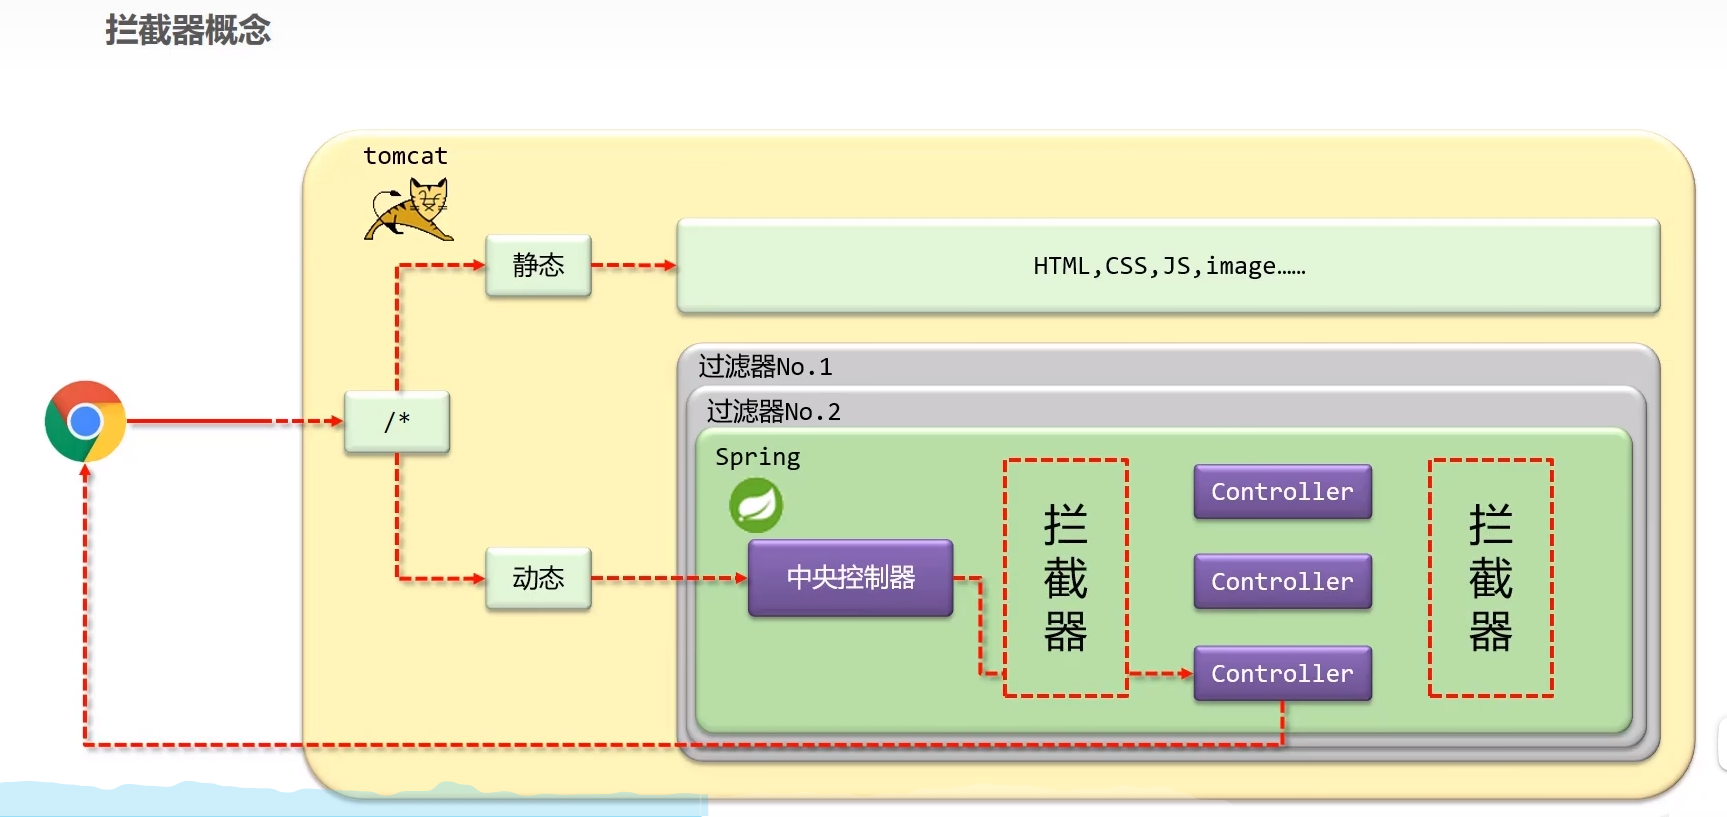 拦截器概念
tomcat
静态
HTML,CSS,JS,image……
/*
过滤器No.1
过滤器No.2
Spring
动态
中央控制器
拦截器
Controller
Controller
Controller
拦截器